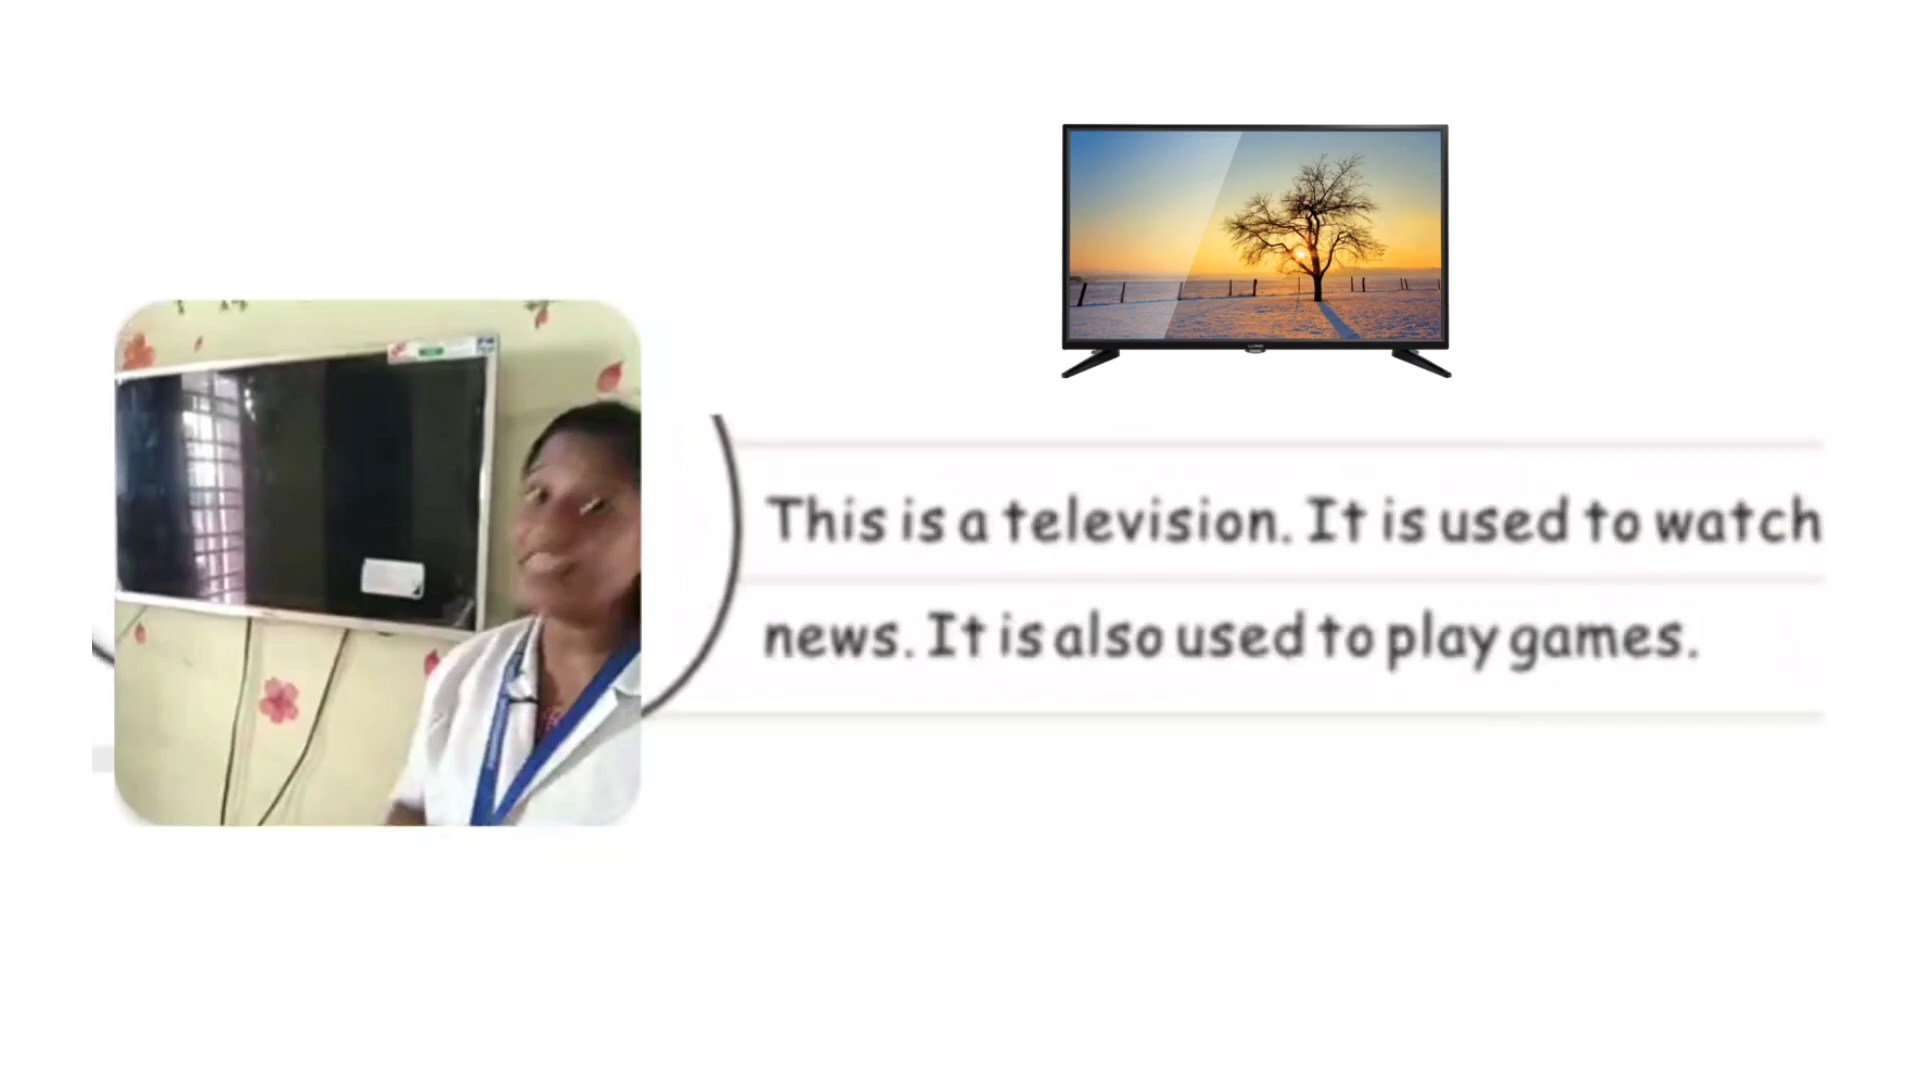 This is a television. It is used to watch
news. It is also used to play games.